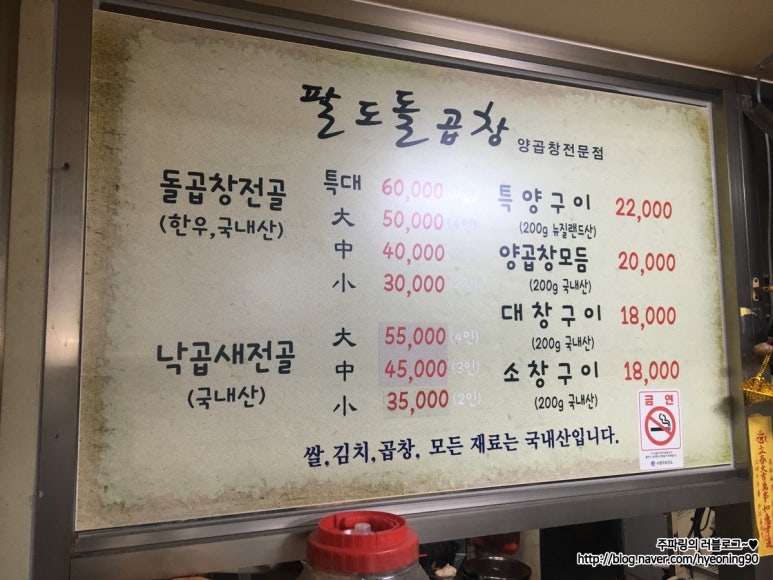 팔도돌곱창 양곱창전문점
돌곱창전골
(한우,국내산)
특대 60,000
大 50,000
中 40,000
小 30,000
낙곱새전골
(국내산)
大 55,000 (4인)
中 45,000 (3인)
小 35,000 (2인)
특양구이 22,000
(200g 뉴질랜드산)
양곱창모듬 20,000
(200g 국내산)
대창구이 18,000
(200g 국내산)
소창구이 18,000
(200g 국내산)
쌀,김치,곱창, 모든 재료는 국내산입니다.
금연
立春大吉萬事
주파링의 러블로그~♥
http://blog.naver.com/hyeoning90